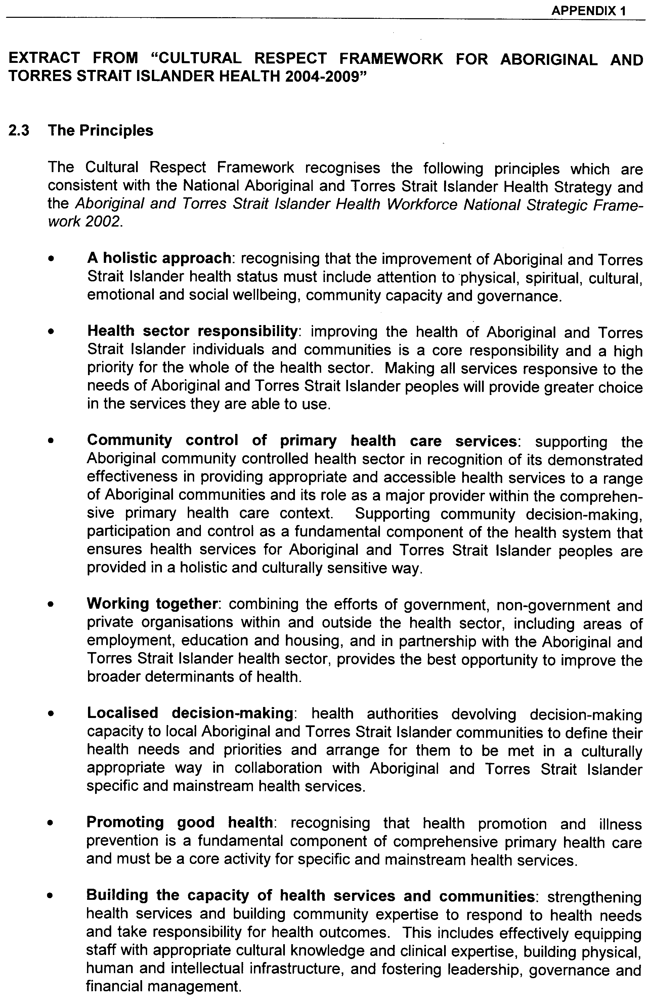 APPENDIX 1
EXTRACT FROM “CULTURAL RESPECT FRAMEWORK FOR ABORIGINAL AND
TORRES STRAIT ISLANDER HEALTH 2004-2009”
2.3 The Principles
The Cultural Respect Framework recognises the following principles which are
consistent with the National Aboriginal and Torres Strait Islander Health Strategy and
the Aboriginal and Torres Strait Islander Health Workforce National Strategic Frame-
work 2002.
• A holistic approach: recognising that the improvement of Aboriginal and Torres
Strait Islander health status must include attention to physical, spiritual, cultural,
emotional and social wellbeing, community capacity and governance.
• Health sector responsibility: improving the health of Aboriginal and Torres
Strait Islander individuals and communities is a core responsibility and a high
priority for the whole of the health sector. Making all services responsive to the
needs of Aboriginal and Torres Strait Islander peoples will provide greater choice
in the services they are able to use.
• Community control of primary health care services: supporting the
Aboriginal community controlled health sector in recognition of its demonstrated
effectiveness in providing appropriate and accessible health services to a range
of Aboriginal communities and its role as a major provider within the comprehen-
sive primary health care context. Supporting community decision-making,
participation and control as a fundamental component of the health system that
ensures health services for Aboriginal and Torres Strait Islander peoples are
provided in a holistic and culturally sensitive way.
• Working together: combining the efforts of government, non-government and
private organisations within and outside the health sector, including areas of
employment, education and housing, and in partnership with the Aboriginal and
Torres Strait Islander health sector, provides the best opportunity to improve the
broader determinants of health.
• Localised decision-making: health authorities devolving decision-making
capacity to local Aboriginal and Torres Strait Islander communities to define their
health needs and priorities and arrange for them to be met in a culturally
appropriate way in collaboration with Aboriginal and Torres Strait Islander
specific and mainstream health services.
• Promoting good health: recognising that health promotion and illness
prevention is a fundamental component of comprehensive primary health care
and must be a core activity for specific and mainstream health services.
• Building the capacity of health services and communities: strengthening
health services and building community expertise to respond to health needs
and take responsibility for health outcomes. This includes effectively equipping
staff with appropriate cultural knowledge and clinical expertise, building physical,
human and intellectual infrastructure, and fostering leadership, governance and
financial management.